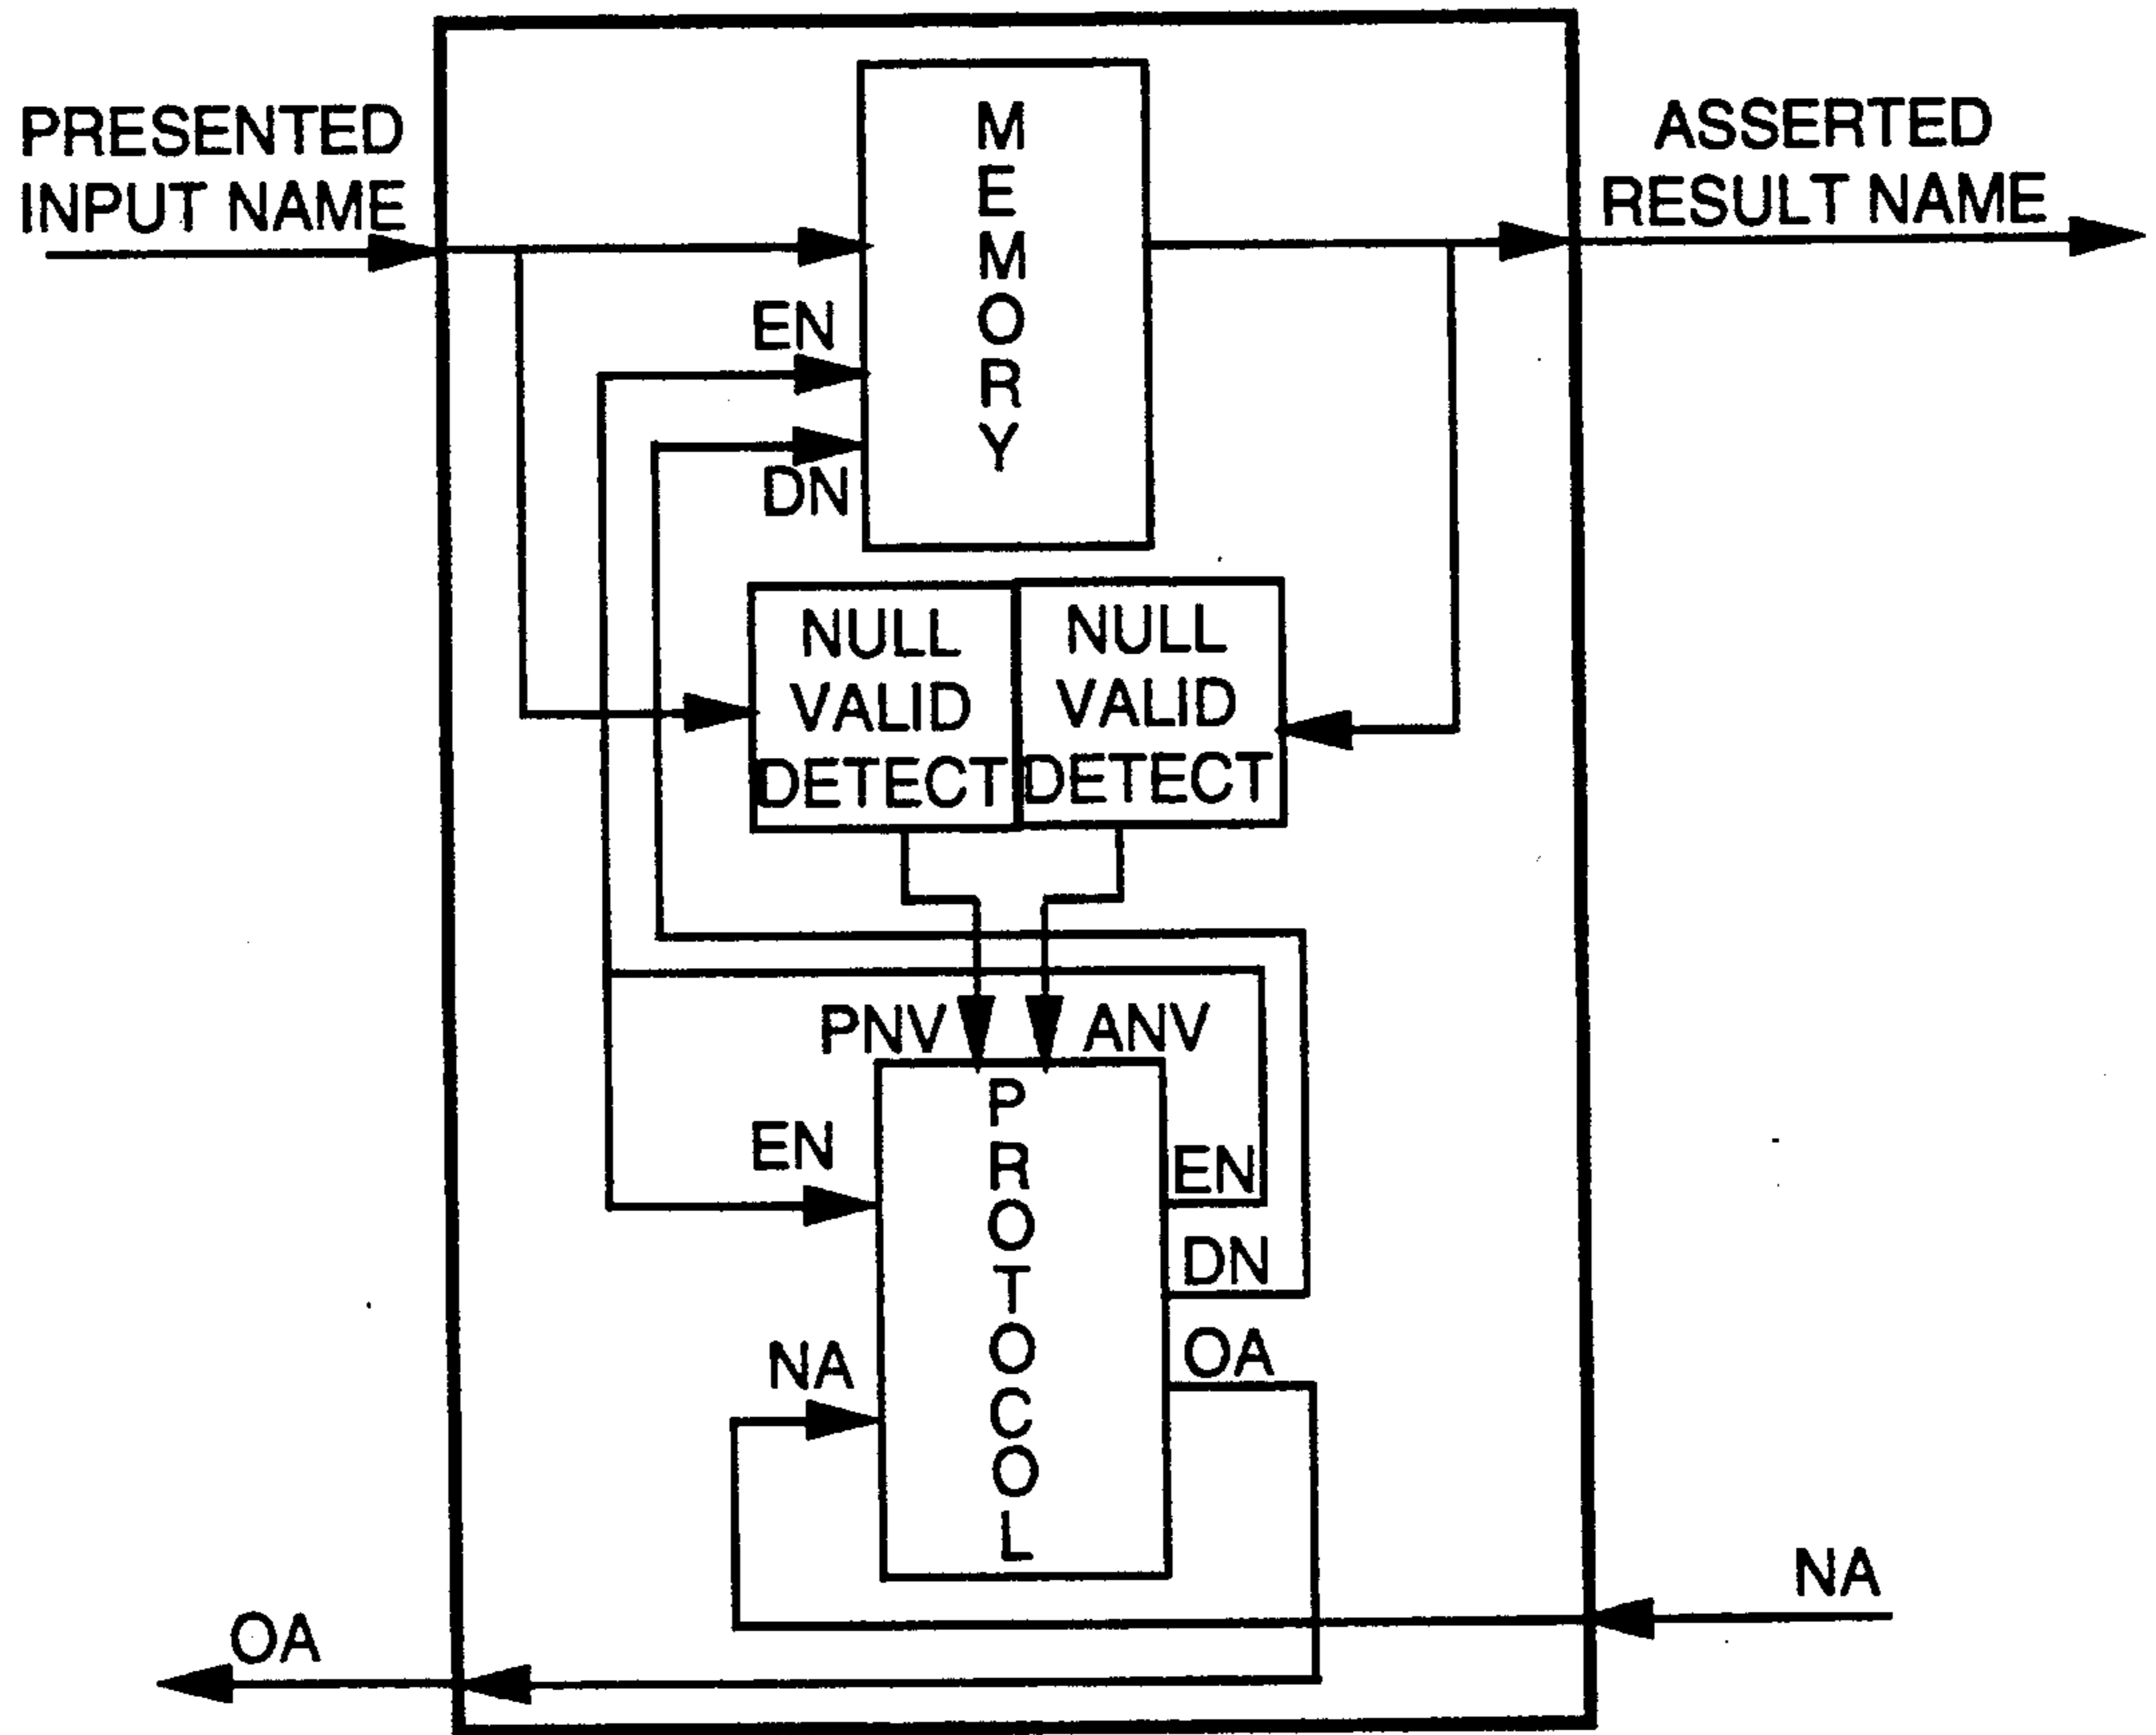 PRESENTED
INPUT NAME
ASSERTED
RESULT NAME
MEMORY
EN
DN
NULL
VALID
DETECT
NULL
VALID
DETECT
PNV
ANV
PROTOCOL
EN
EN
DN
NA
OA
NA
OA